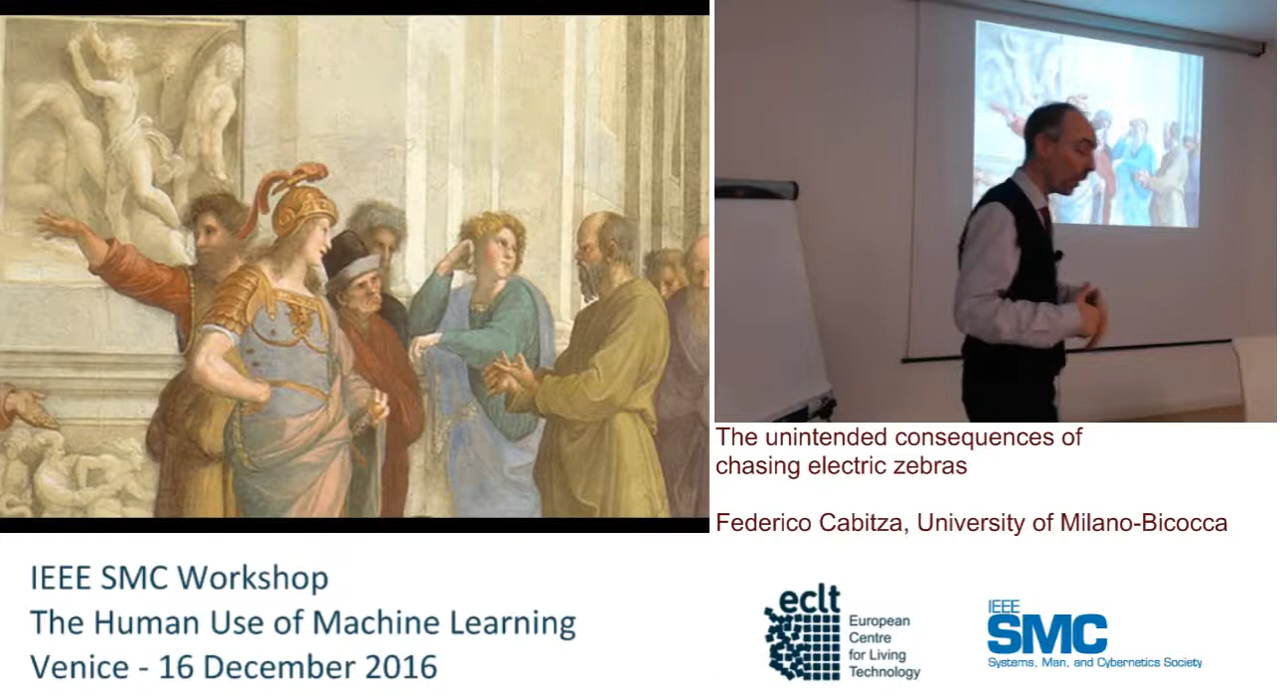 The unintended consequences of
chasing electric zebras
Federico Cabitza, University of Milano-Bicocca
IEEE SMC Workshop
The Human Use of Machine Learning
Venice - 16 December 2016
eclt
European
Centre
for Living
Technology
IEEE
SMC
Systems, Man, and Cybernetics Society